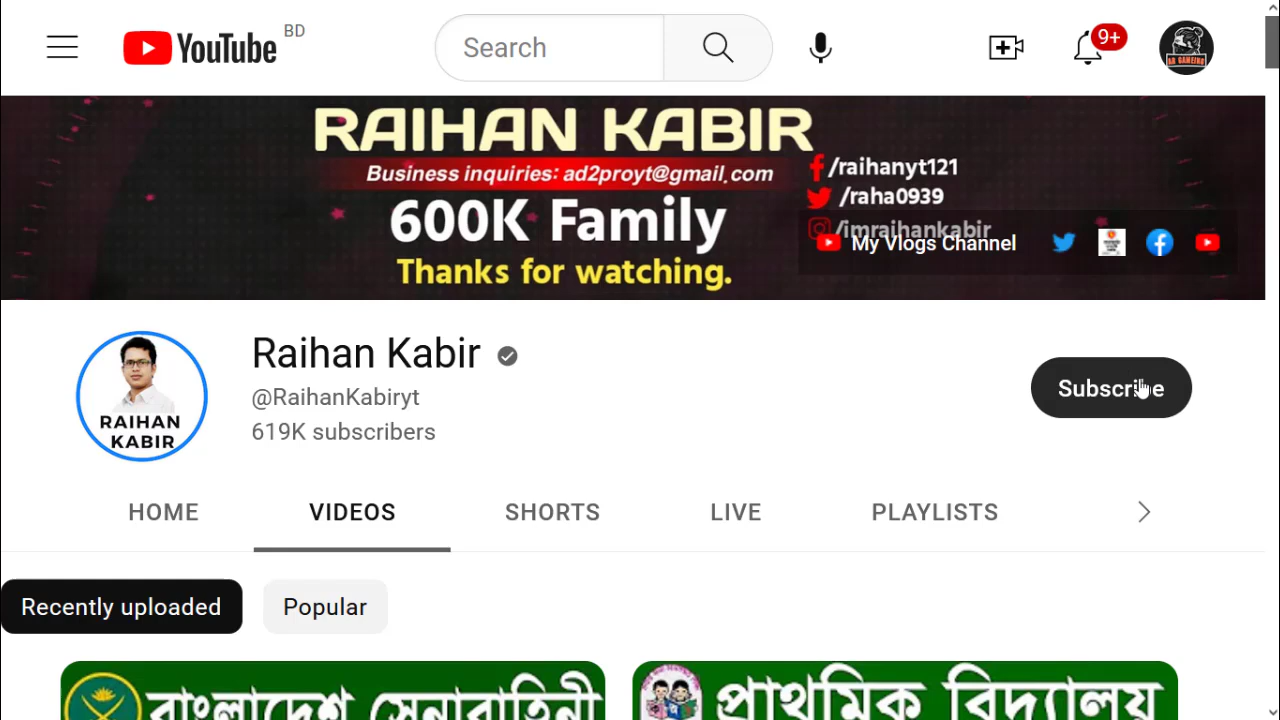 YouTube BD
Search
9+
AR GAMEING
RAIHAN KABIR
Business inquiries: ad2proyt@gmail.com
/raihanyt121
600K Family
/raha0939
/imraihankabir
My Vlogs Channel
Thanks for watching.
RAIHAN
KABIR
Raihan Kabir
@RaihanKabiryt
619K subscribers
Subscribe
HOME VIDEOS SHORTS LIVE PLAYLISTS
Recently uploaded Popular
বাংলাদেশ সেনাবাহিনী প্রাথমিক বিদ্যালয়